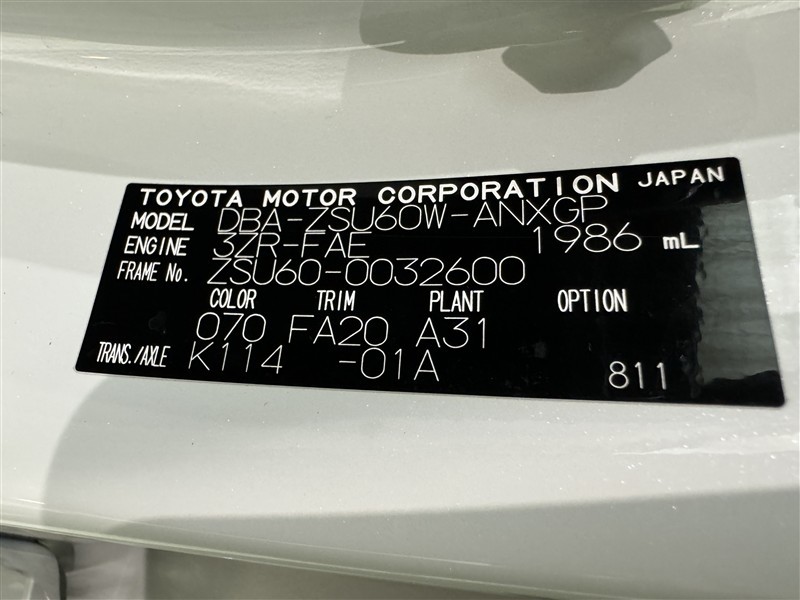 TOYOTA MOTOR CORPORATION JAPAN
MODEL DBA-ZSU60W-ANXGP
ENGINE 3ZR-FAE 1986 mL
FRAME No. ZSU60-0032600
COLOR TRIM PLANT OPTION
070 FA20 A31
TRANS./AXLE K114 -01A 811